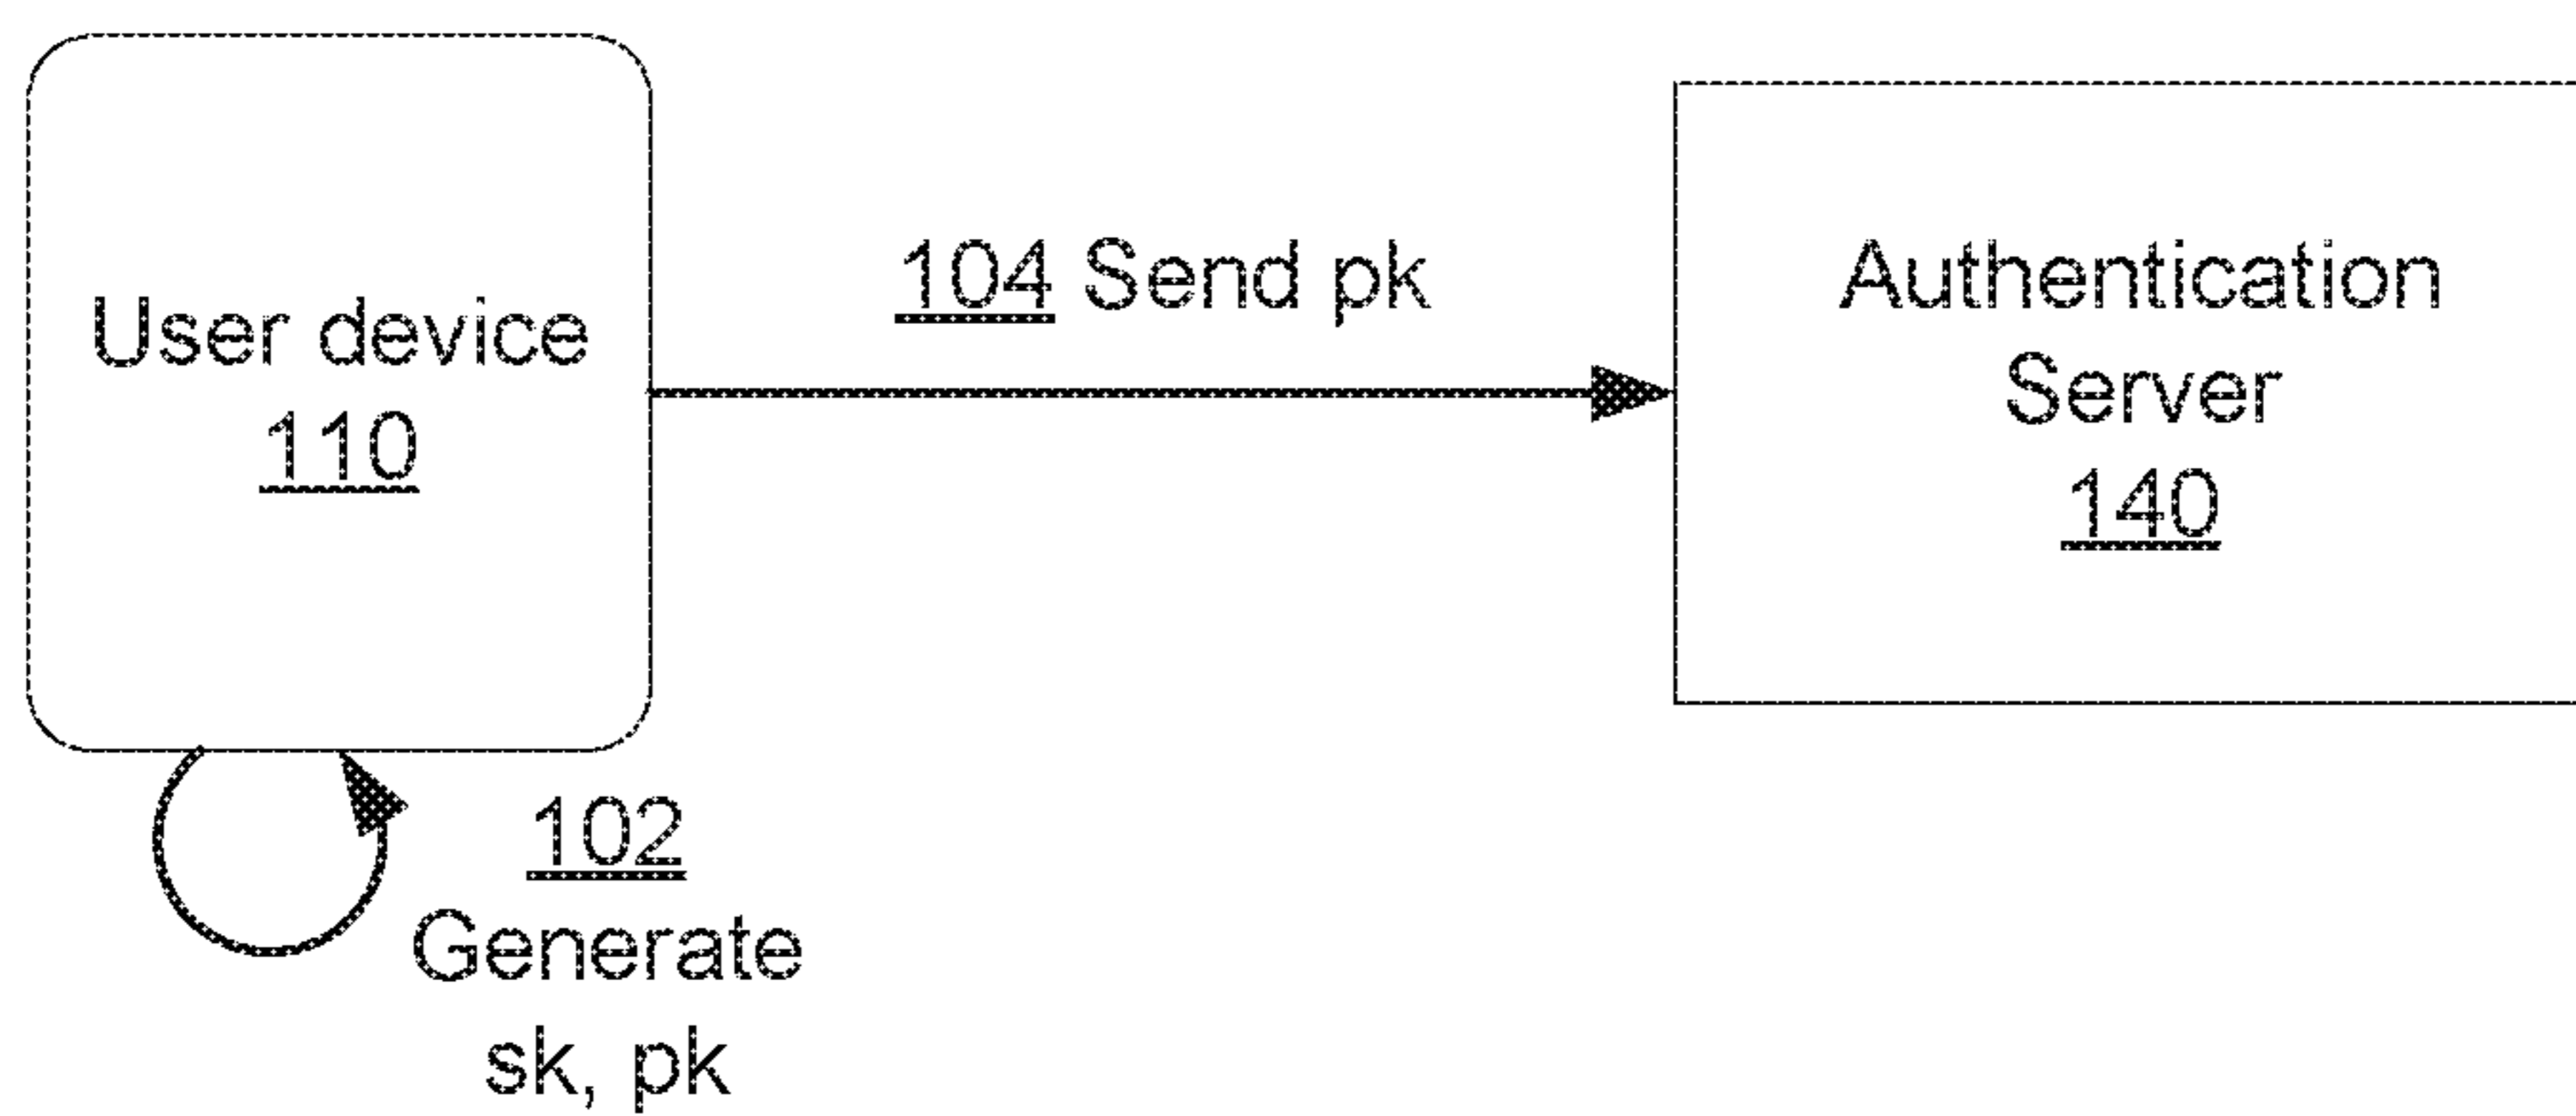 User device
110
104 Send pk
Authentication
Server
140
102
Generate
sk, pk